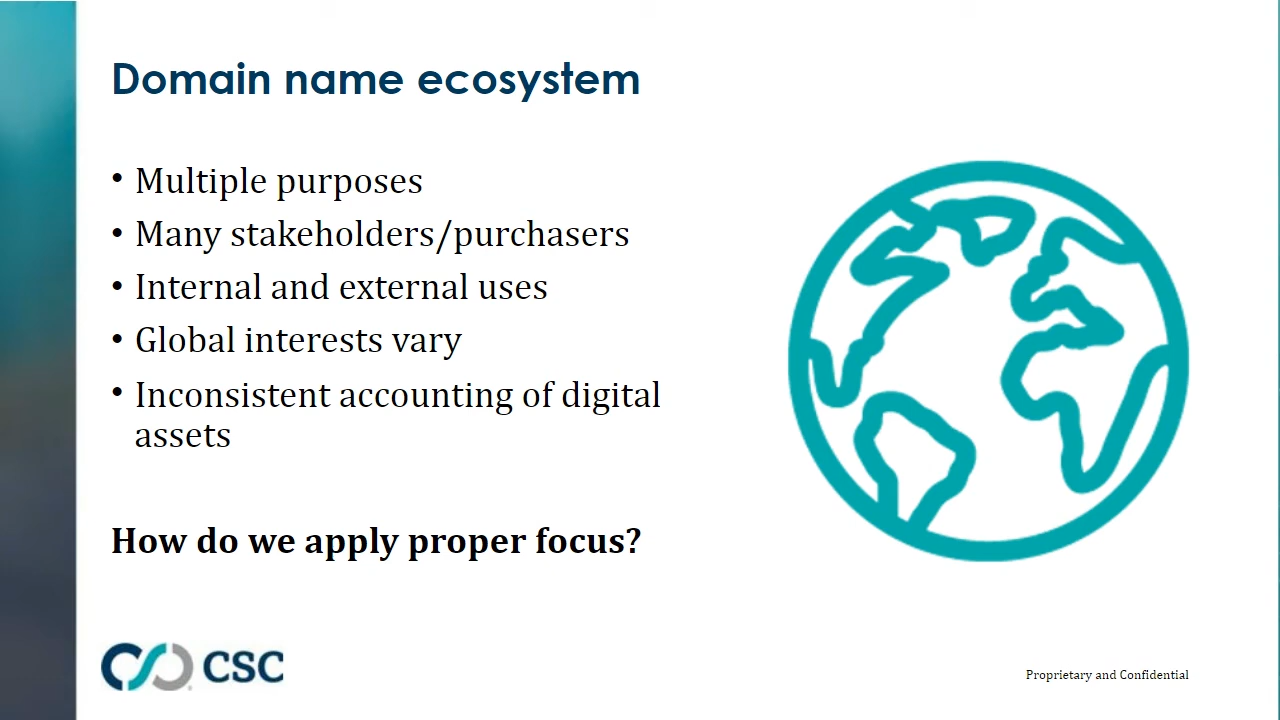 Domain name ecosystem
• Multiple purposes
• Many stakeholders/purchasers
• Internal and external uses
• Global interests vary
• Inconsistent accounting of digital
assets
How do we apply proper focus?
CSC
Proprietary and Confidential